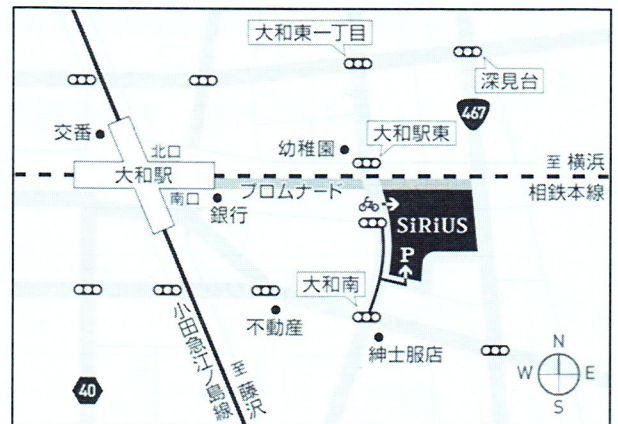 大和東一丁目
深見台
467
交番
北口
幼稚園
大和駅東
至 横浜
大和駅
プロムナード
相鉄本線
南口
銀行
SiRiUS
P
大和南
不動産
紳士服店
小田急江ノ島線
至 藤沢
40
N
W E
S